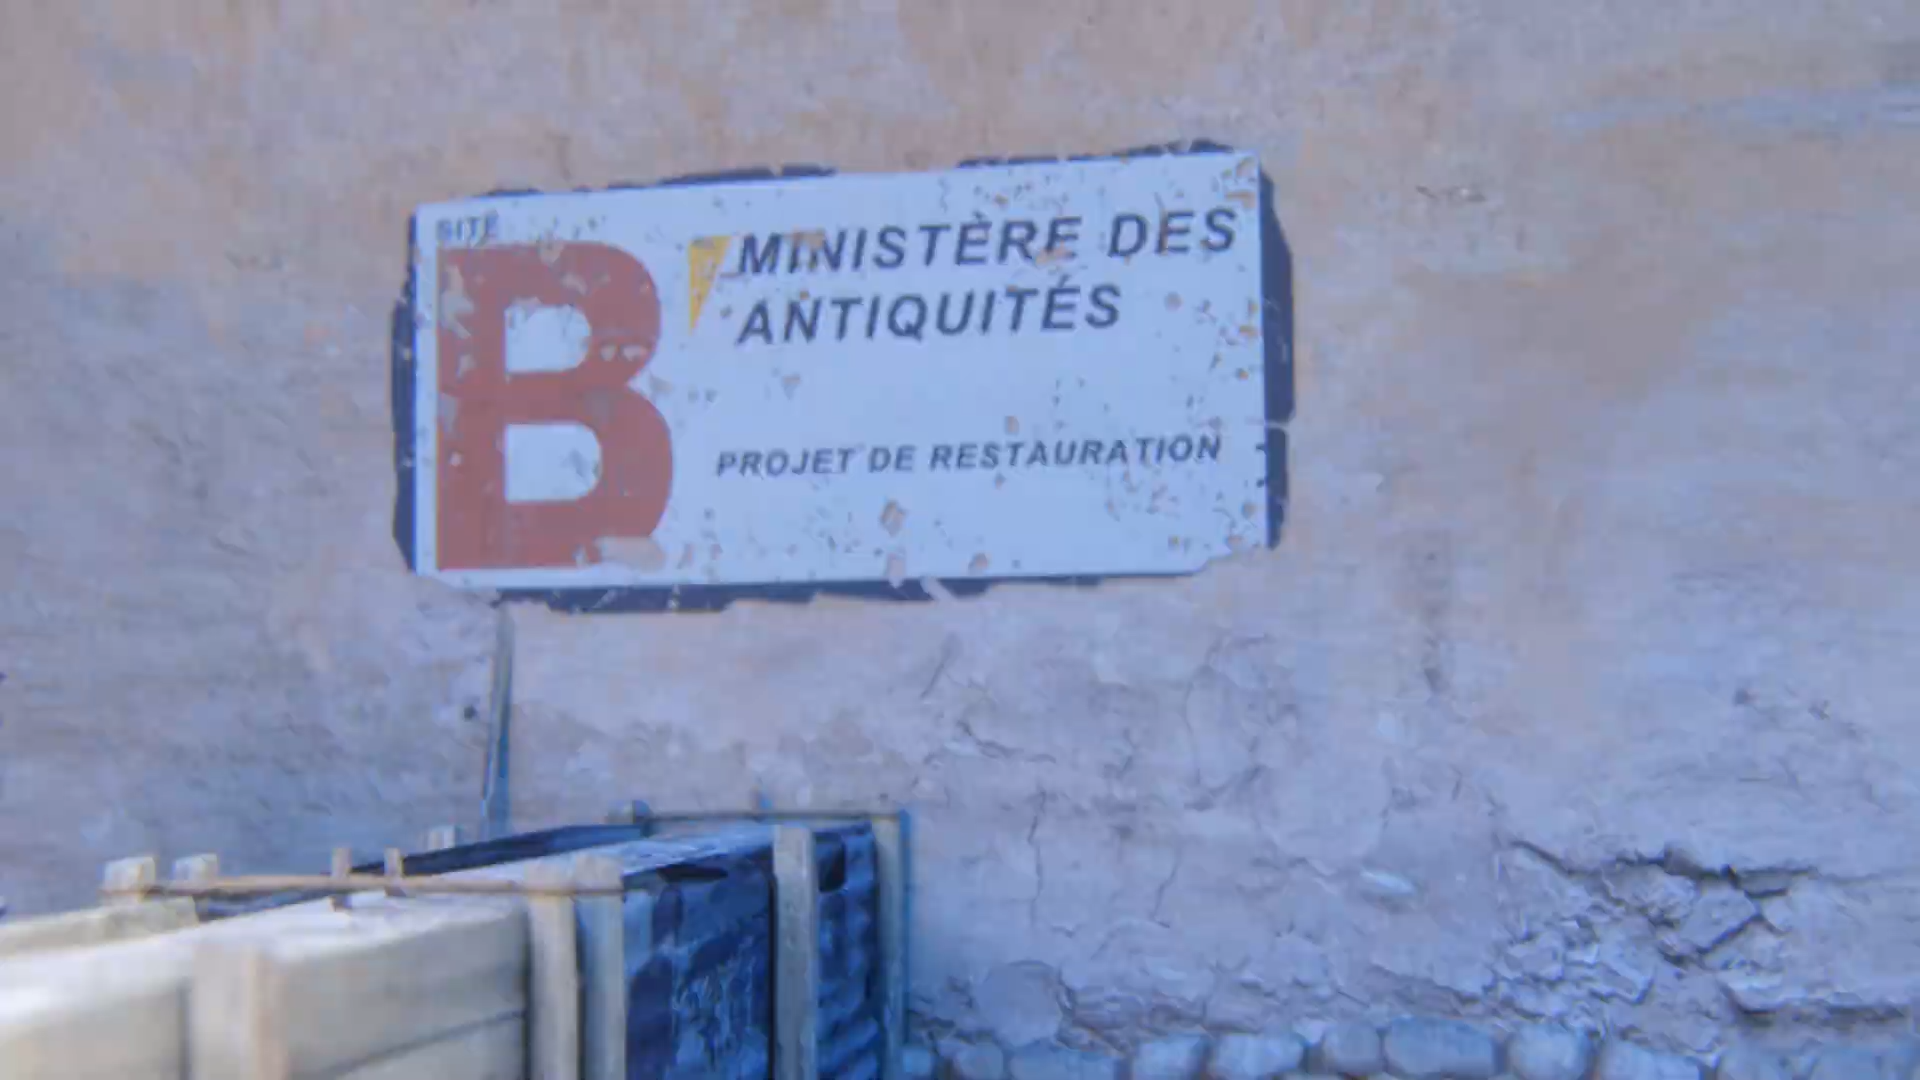 SITE
B
MINISTÈRE DES
ANTIQUITÉS
PROJET DE RESTAURATION